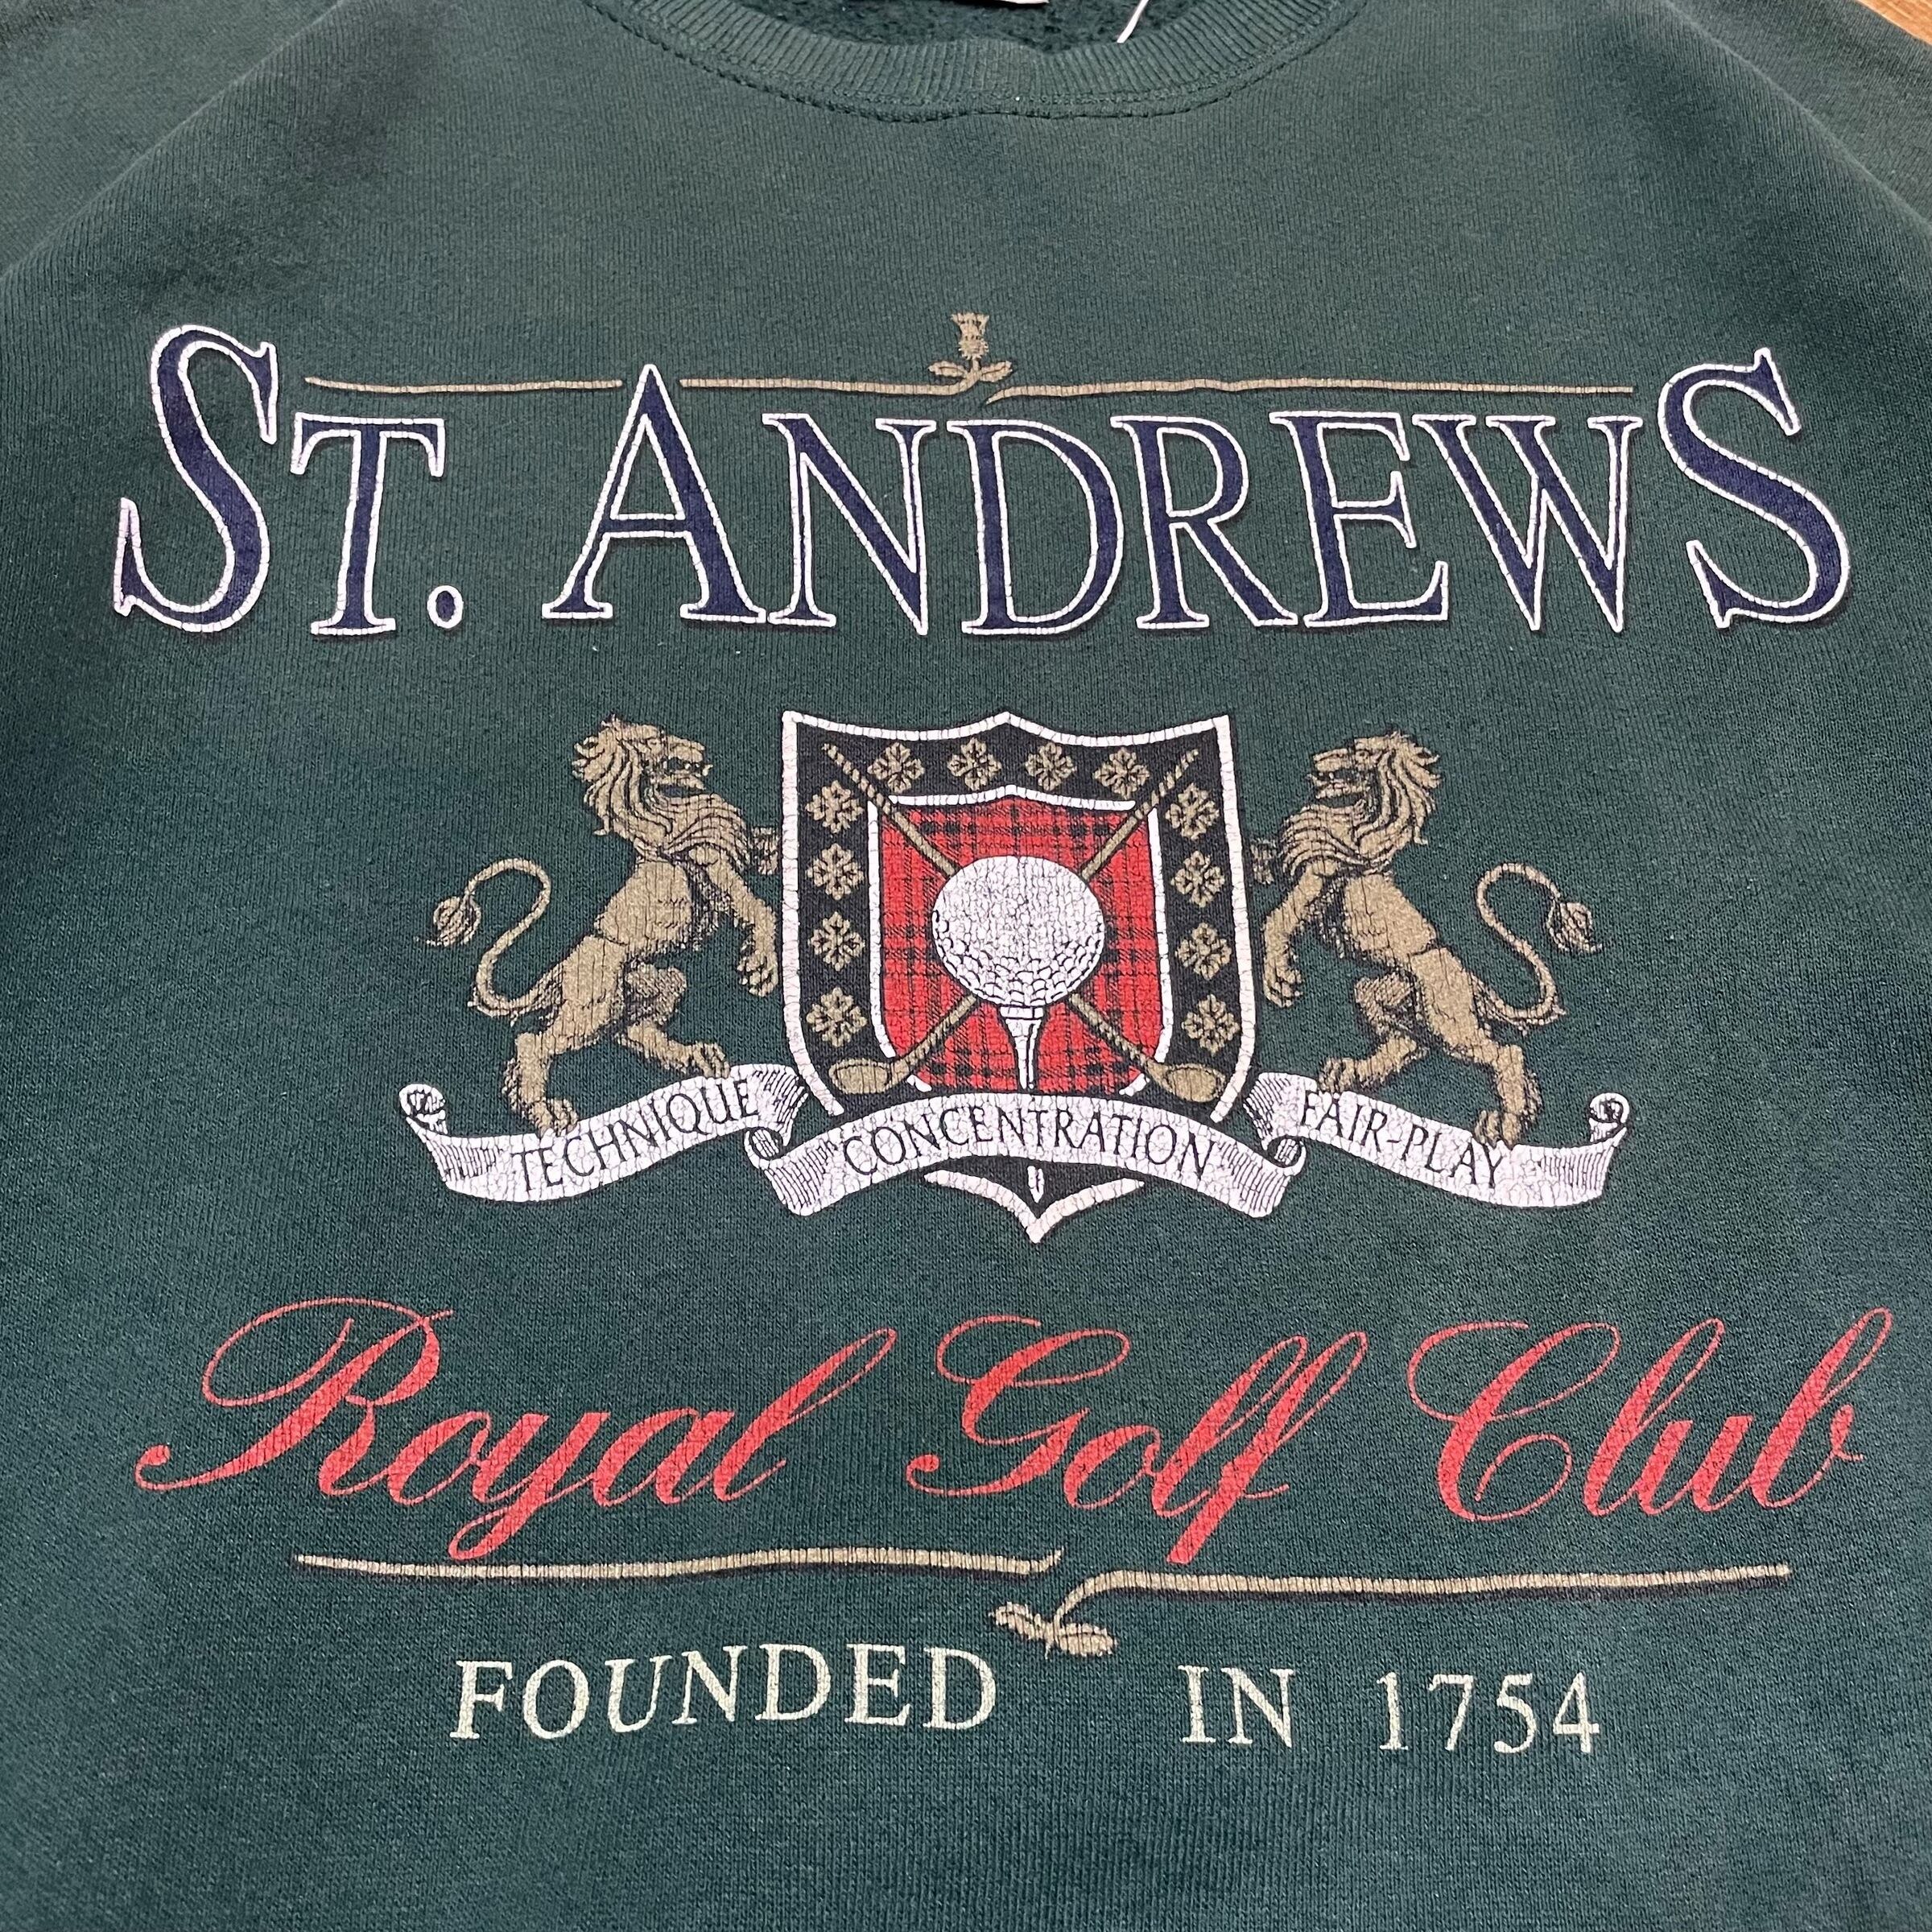 ST. ANDREWS
TECHNIQUE CONCENTRATION FAIR-PLAY
Royal Golf Club
FOUNDED IN 1754